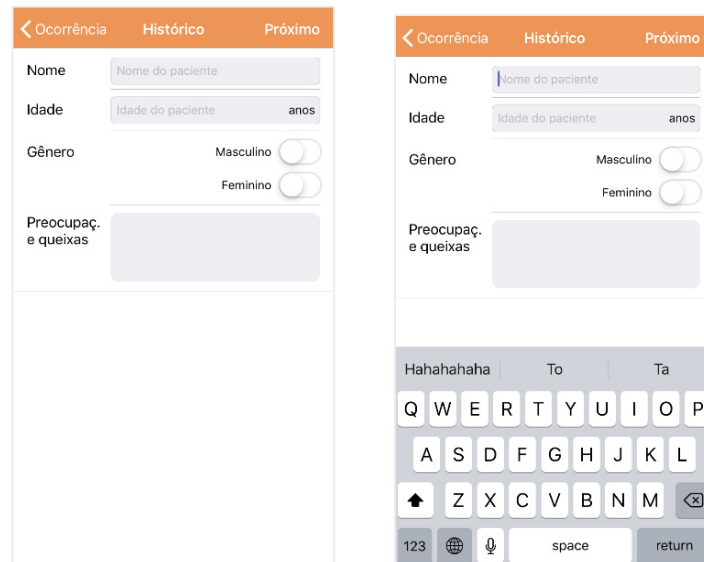 Ocorrência Histórico Próximo
Nome Nome do paciente
Idade Idade do paciente anos
Gênero Masculino
Feminino
Preocupaç.
e queixas
Ocorrência Histórico Próximo
Nome Nome do paciente
Idade Idade do paciente anos
Gênero Masculino
Feminino
Preocupaç.
e queixas
Hahahahaha To Ta
Q W E R T Y U I O P
A S D F G H J K L
Z X C V B N M
123 space return